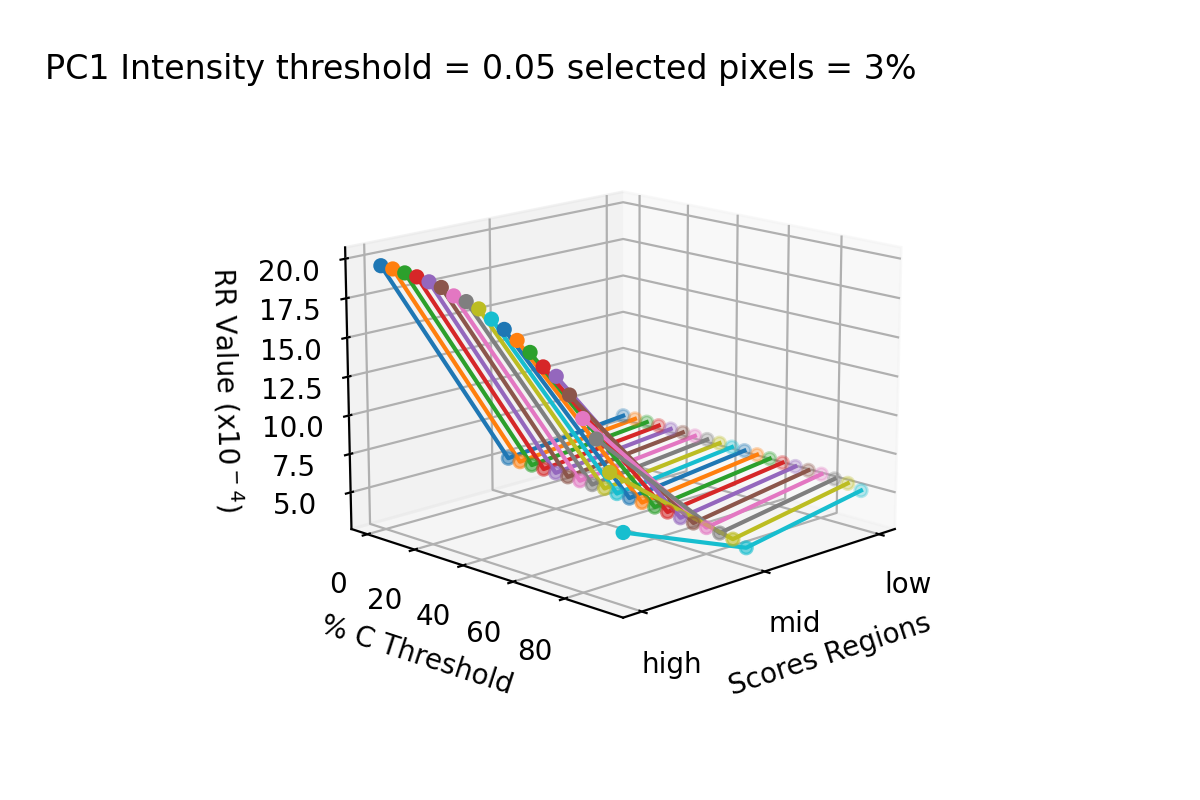 PC1 Intensity threshold = 0.05 selected pixels = 3%
RR Value (x10⁻⁴)
20.0
17.5
15.0
12.5
10.0
7.5
5.0
0
20
40
60
80
% C Threshold
high
mid
low
Scores Regions